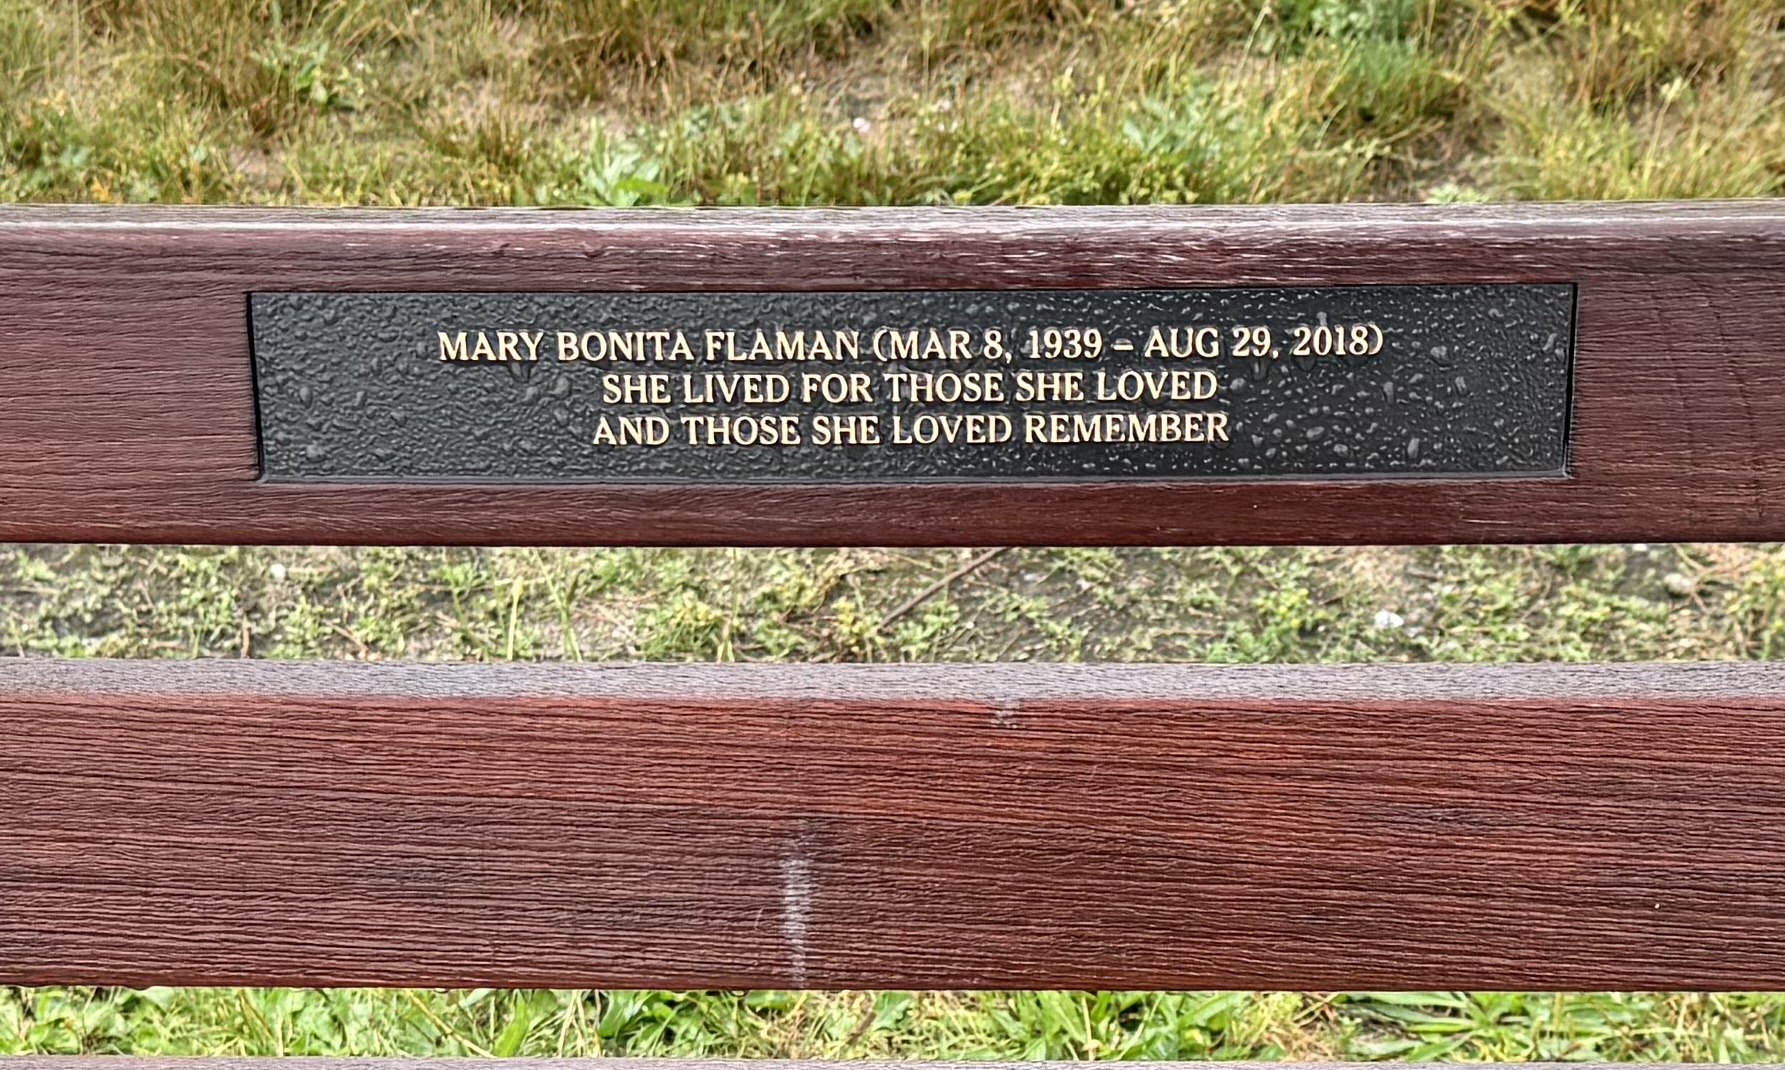 MARY BONITA FLAMAN (MAR 8, 1939 – AUG 29, 2018)
SHE LIVED FOR THOSE SHE LOVED
AND THOSE SHE LOVED REMEMBER